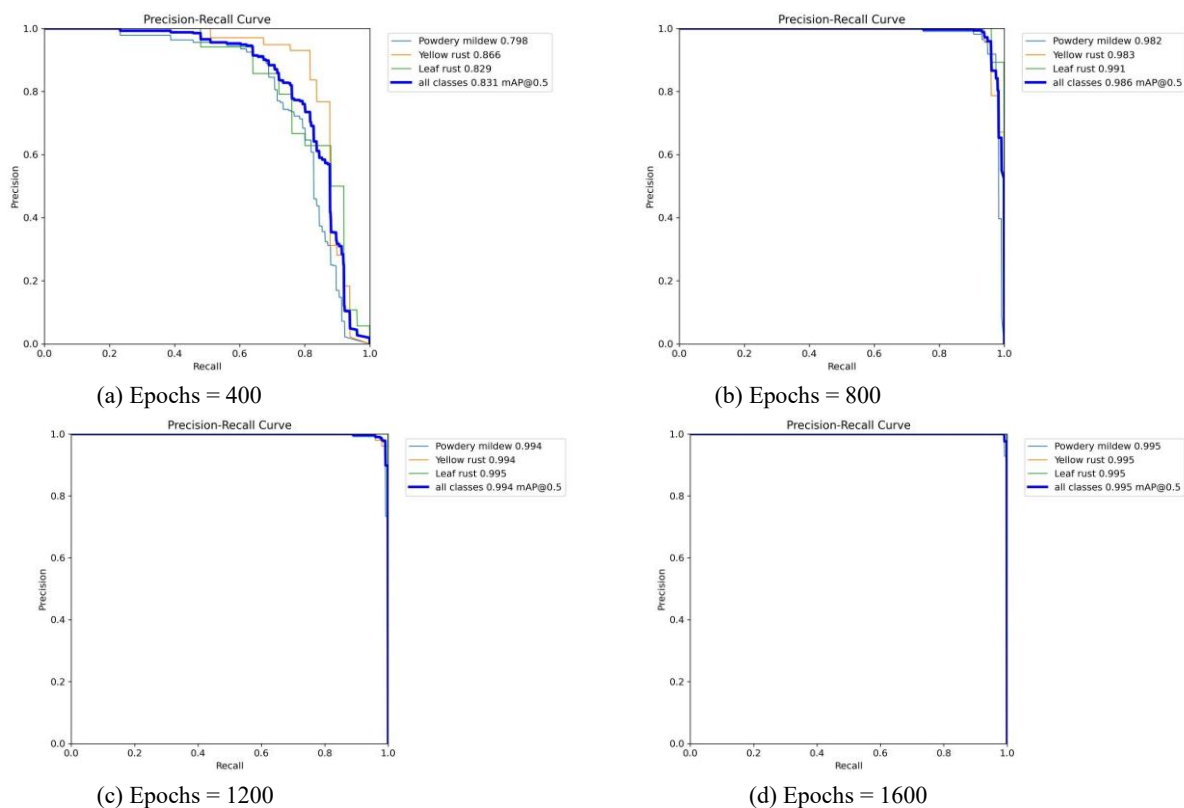 Precision-Recall Curve
Powdery mildew 0.798
Yellow rust 0.866
Leaf rust 0.829
all classes 0.831 mAP@0.5
1.0
0.8
0.6
0.4
0.2
0.0
Precision
0.0 0.2 0.4 0.6 0.8 1.0
Recall
(a) Epochs = 400
Precision-Recall Curve
Powdery mildew 0.982
Yellow rust 0.983
Leaf rust 0.991
all classes 0.986 mAP@0.5
1.0
0.8
0.6
0.4
0.2
0.0
Precision
0.0 0.2 0.4 0.6 0.8 1.0
Recall
(b) Epochs = 800
Precision-Recall Curve
Powdery mildew 0.994
Yellow rust 0.994
Leaf rust 0.995
all classes 0.994 mAP@0.5
1.0
0.8
0.6
0.4
0.2
0.0
Precision
0.0 0.2 0.4 0.6 0.8 1.0
Recall
(c) Epochs = 1200
Precision-Recall Curve
Powdery mildew 0.995
Yellow rust 0.995
Leaf rust 0.995
all classes 0.995 mAP@0.5
1.0
0.8
0.6
0.4
0.2
0.0
Precision
0.0 0.2 0.4 0.6 0.8 1.0
Recall
(d) Epochs = 1600